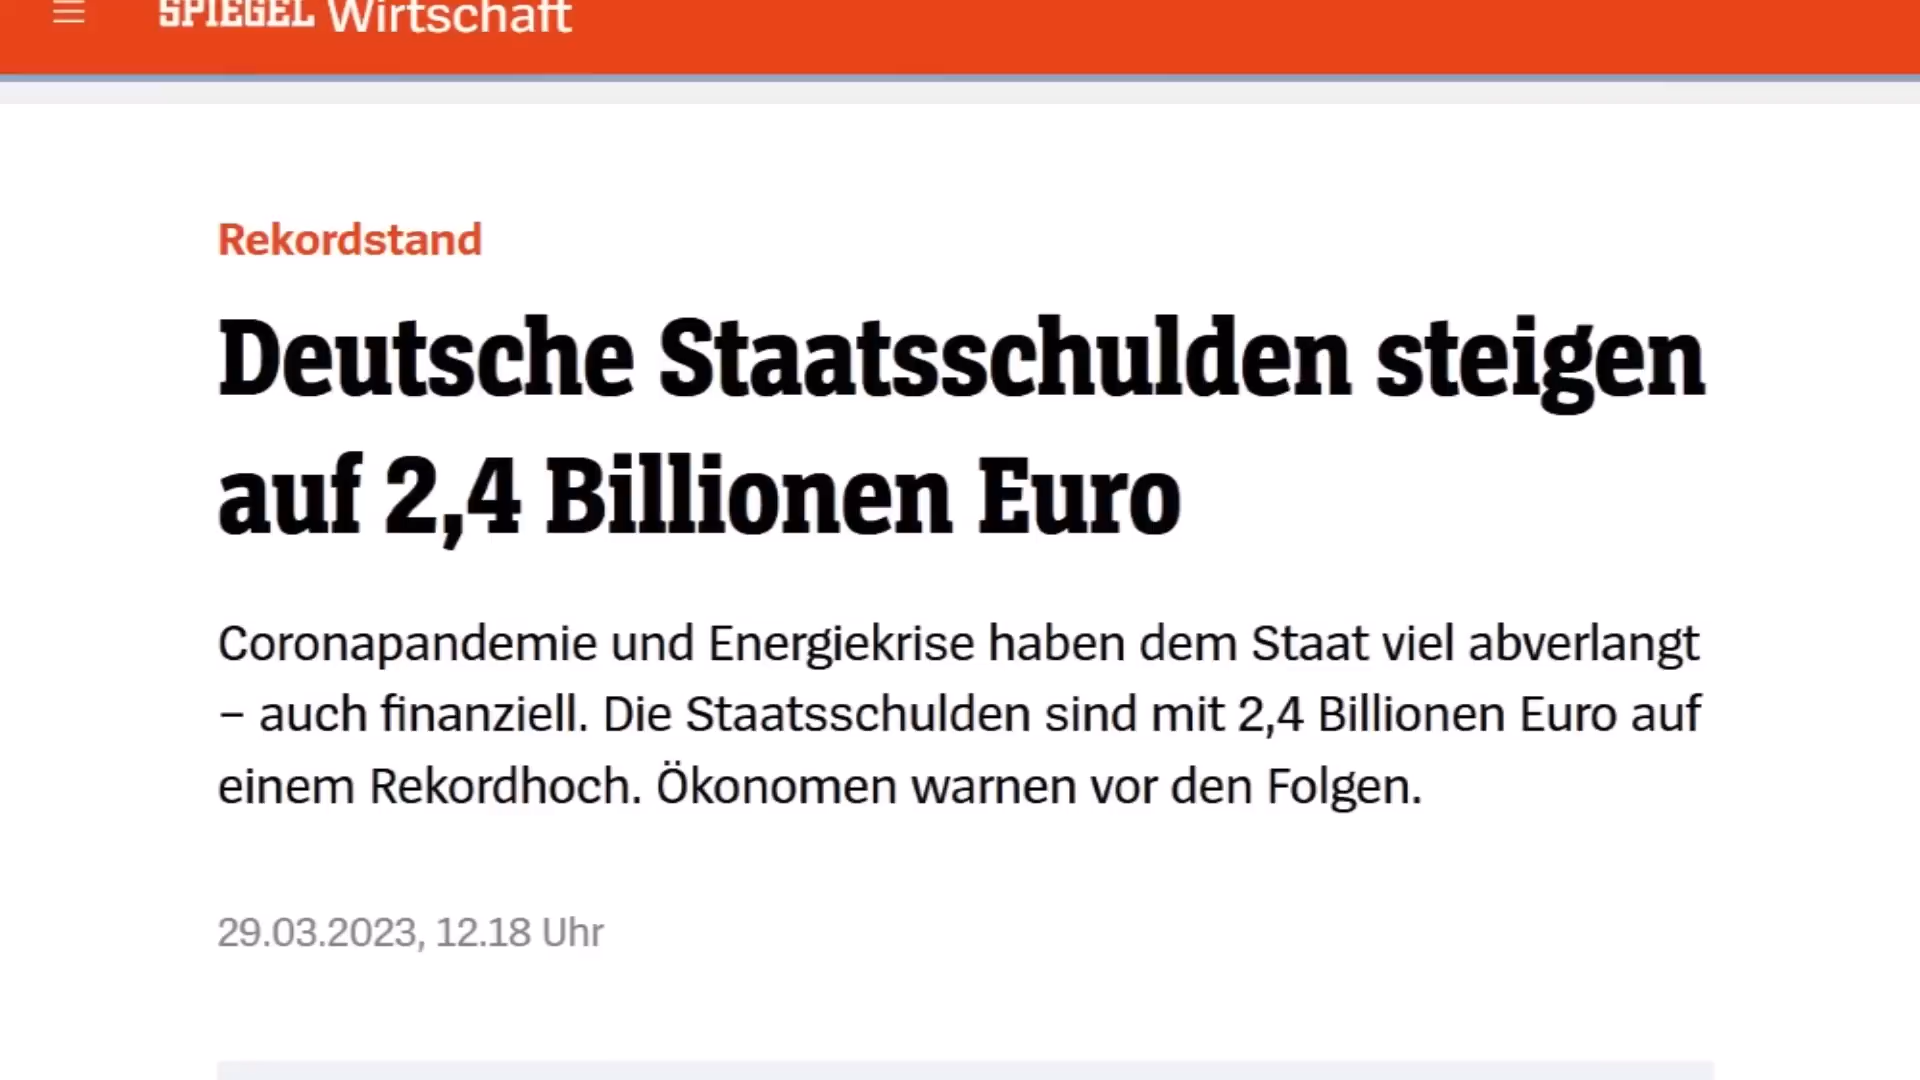 SPIEGEL Wirtschaft
Rekordstand
Deutsche Staatsschulden steigen
auf 2,4 Billionen Euro
Coronapandemie und Energiekrise haben dem Staat viel abverlangt
– auch finanziell. Die Staatsschulden sind mit 2,4 Billionen Euro auf
einem Rekordhoch. Ökonomen warnen vor den Folgen.
29.03.2023, 12.18 Uhr